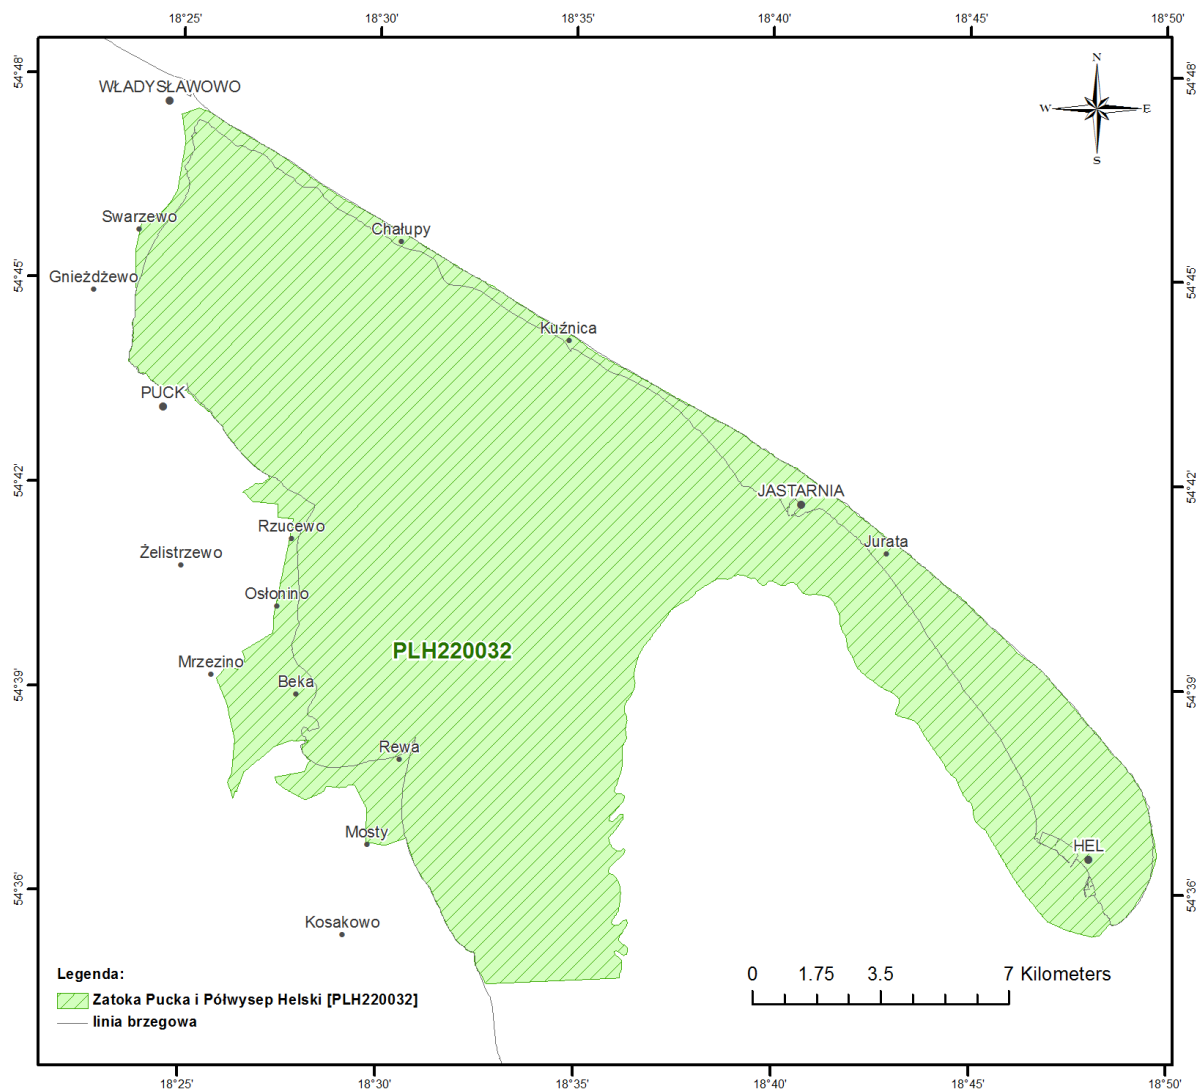 18°25' 18°30' 18°35' 18°40' 18°45' 18°50'
54°48' 54°48'
N
W E
S
WŁADYSŁAWOWO
Swarzewo
Chałupy
Gnieżdżewo
54°45' 54°45'
Kuźnica
PUCK
54°42' 54°42'
JASTARNIA
Rzucewo
Jurata
Żelistrzewo
Osłonino
PLH220032
Mrzezino
Beka
54°39' 54°39'
Rewa
Mosty
HEL
54°36' 54°36'
Kosakowo
Legenda:
Zatoka Pucka i Półwysep Helski [PLH220032]
linia brzegowa
0 1.75 3.5 7 Kilometers
18°25' 18°30' 18°35' 18°40' 18°45' 18°50'